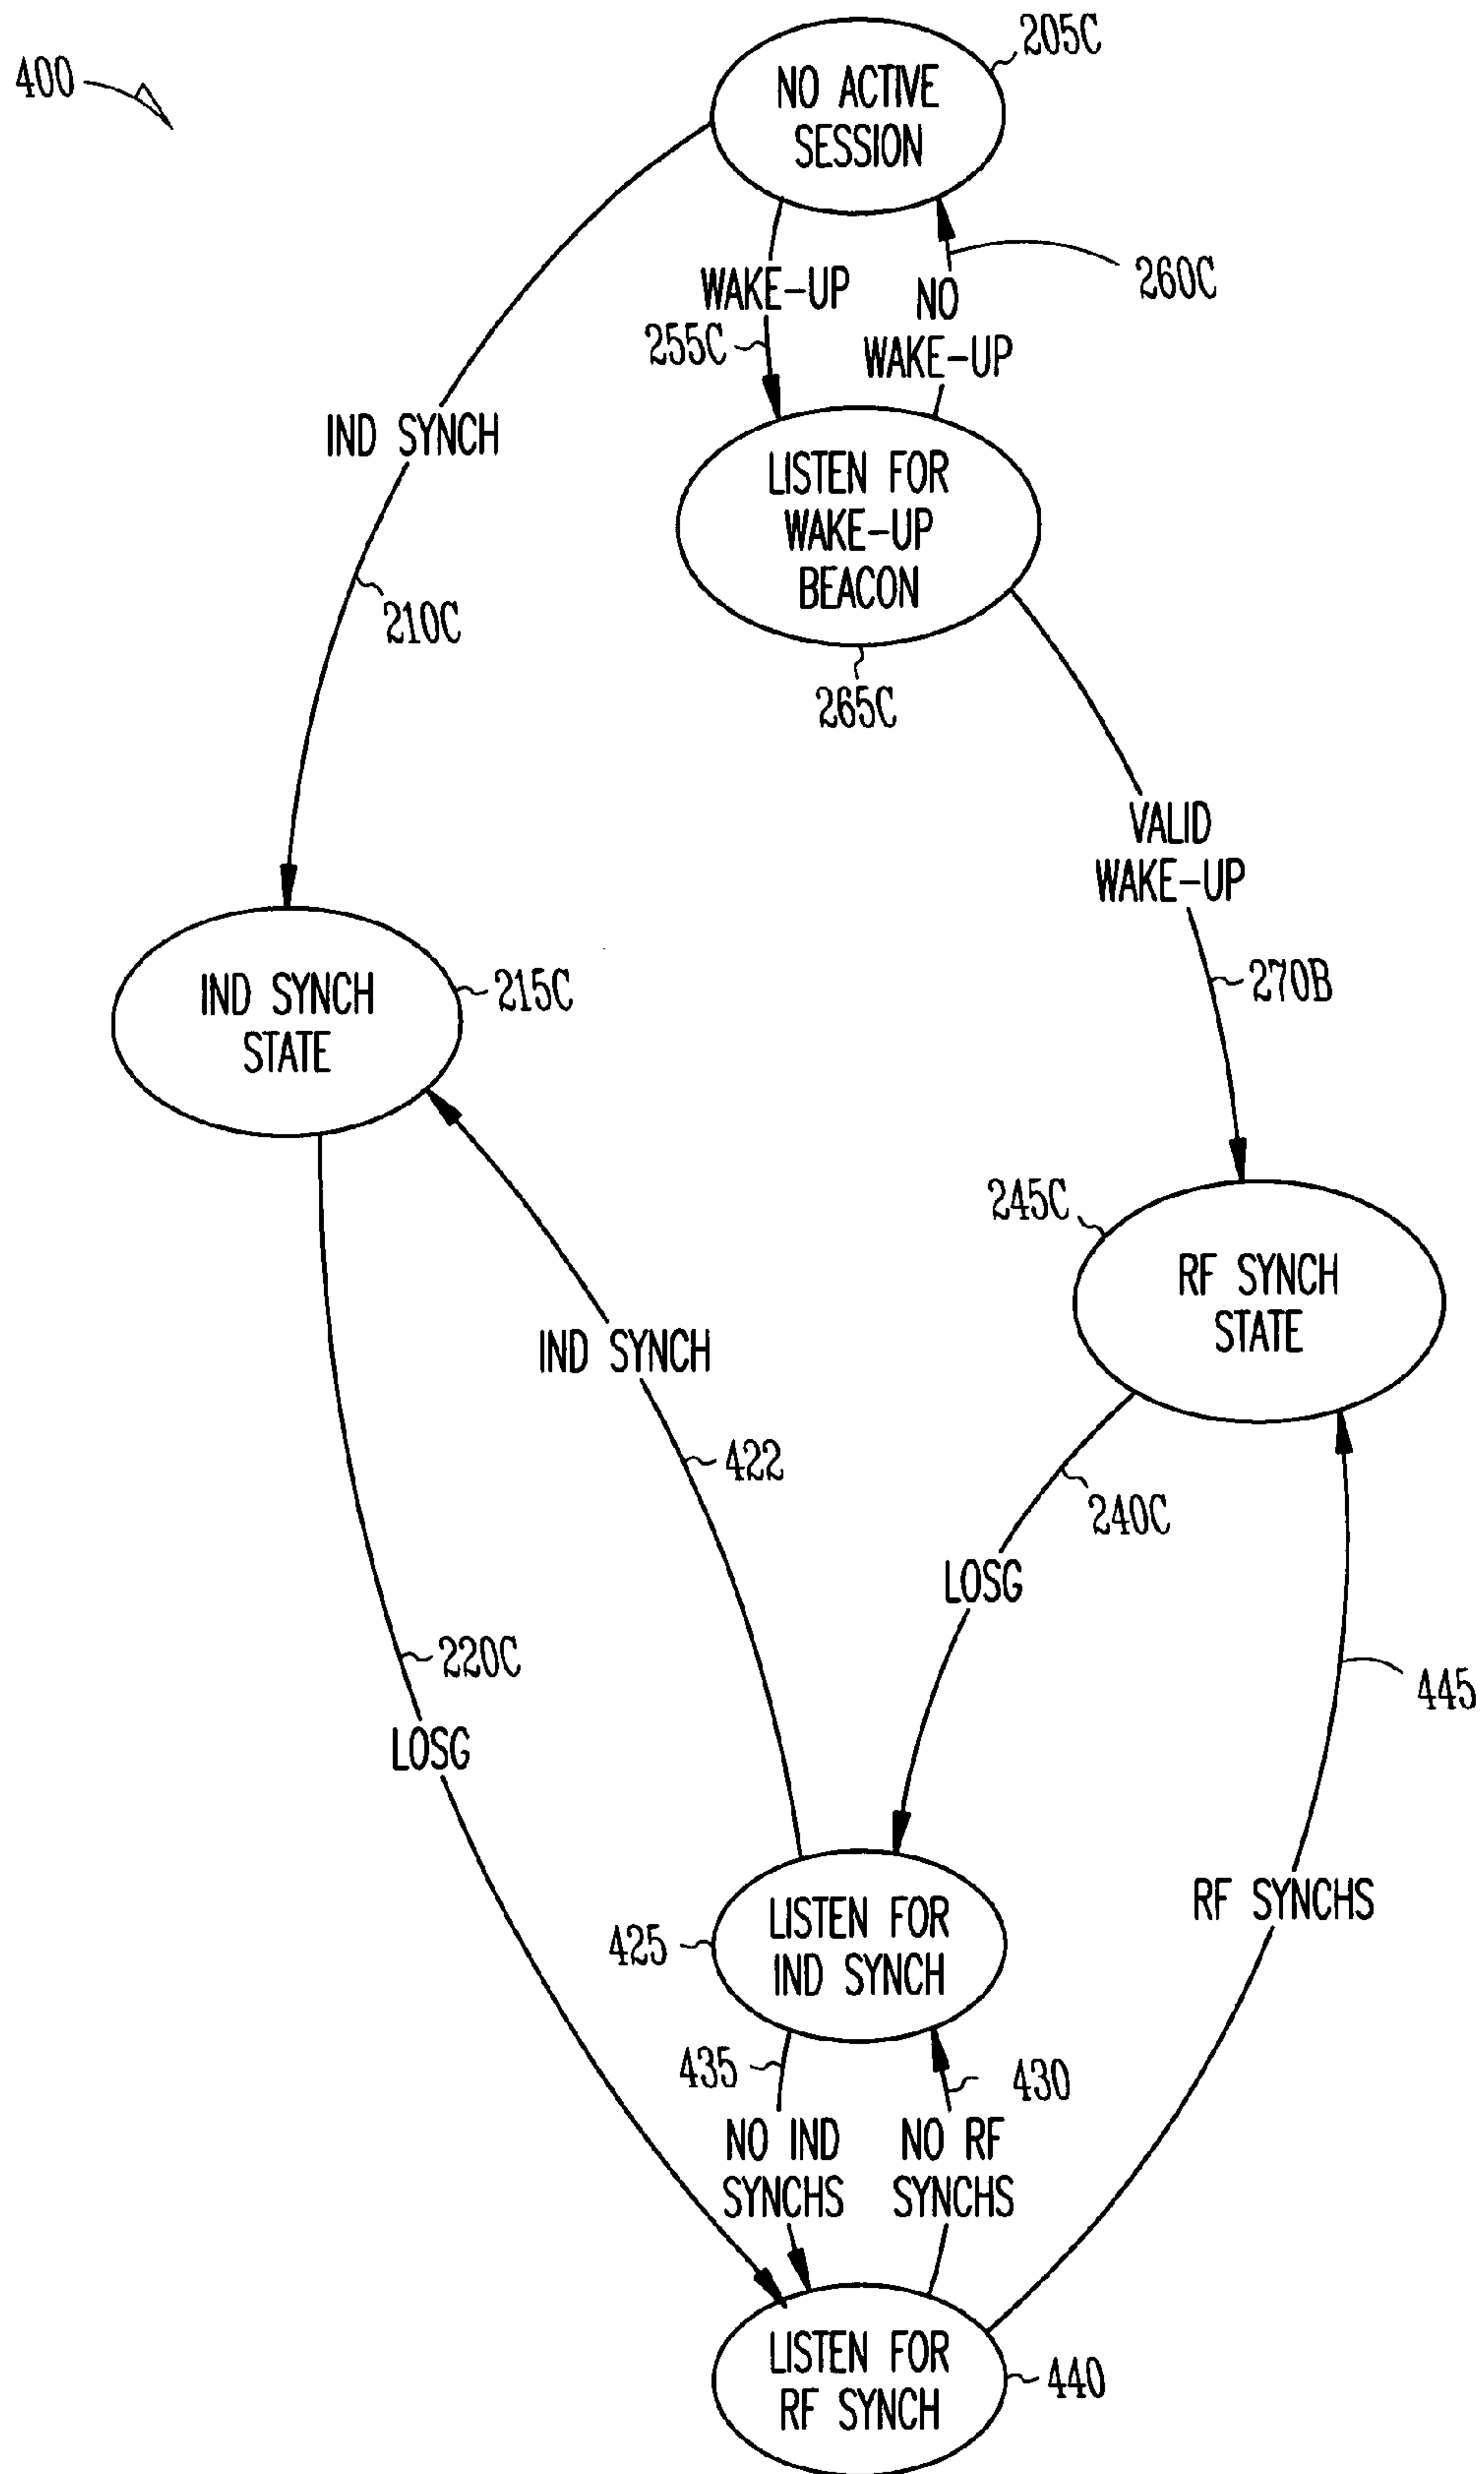 400
205C
NO ACTIVE
SESSION
WAKE-UP
255C
260C
NO
WAKE-UP
IND SYNCH
210C
LISTEN FOR
WAKE-UP
BEACON
265C
VALID
WAKE-UP
270B
IND SYNCH
STATE
215C
245C
RF SYNCH
STATE
IND SYNCH
422
240C
LOSG
220C
LOSG
445
RF SYNCHS
425
LISTEN FOR
IND SYNCH
435
430
NO IND
SYNCHS
NO RF
SYNCHS
LISTEN FOR
RF SYNCH
440